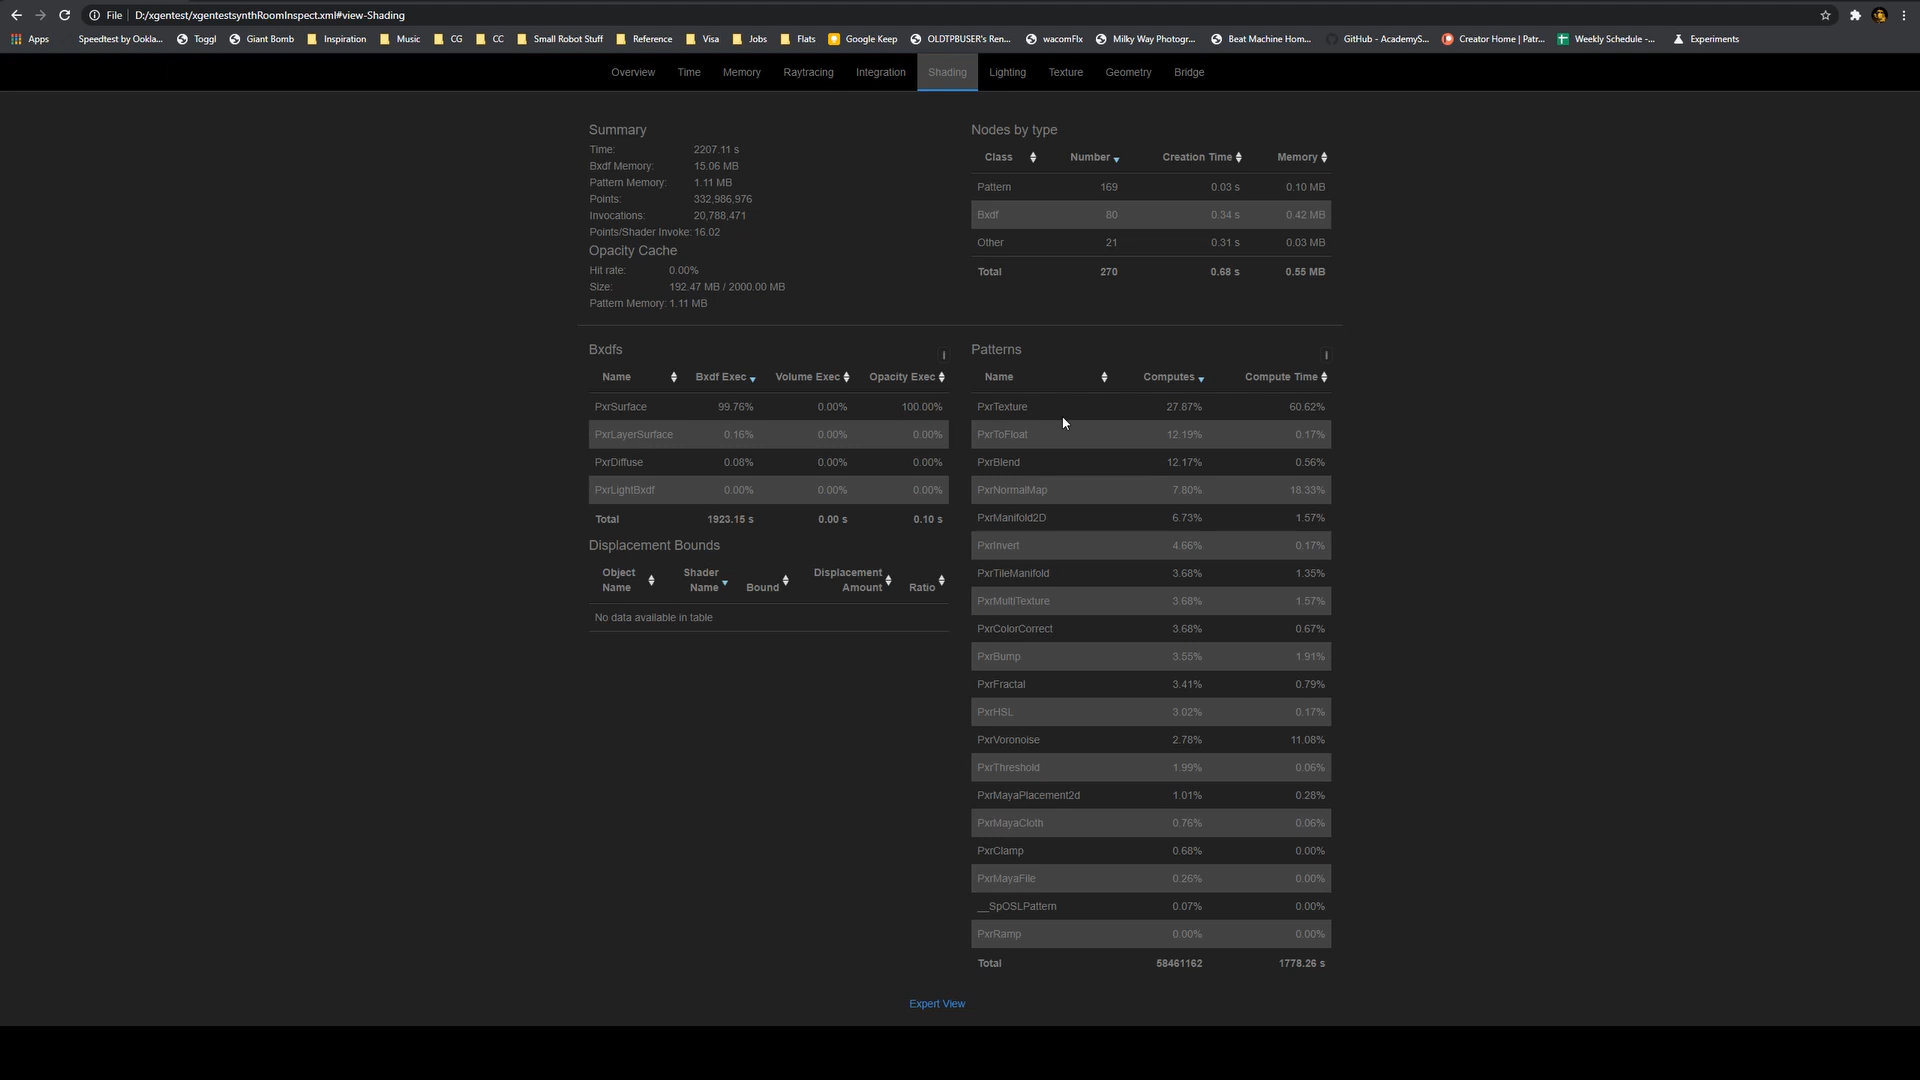 File | D:/xgentest/xgentestsynthRoomInspect.xml#view-Shading
Apps Speedtest by Ookla... Toggl Giant Bomb Inspiration Music CG CC Small Robot Stuff Reference Visa Jobs Flats Google Keep OLDTPBUSER's Ren... wacomFIx Milky Way Photogr... Beat Machine Hom... GitHub - AcademyS... Creator Home | Patr... Weekly Schedule -... Experiments
Overview Time Memory Raytracing Integration Shading Lighting Texture Geometry Bridge
Summary
Time: 2207.11 s
Bxdf Memory: 15.06 MB
Pattern Memory: 1.11 MB
Points: 332,986,976
Invocations: 20,788,471
Points/Shader Invoke: 16.02
Opacity Cache
Hit rate: 0.00%
Size: 192.47 MB / 2000.00 MB
Pattern Memory: 1.11 MB
Nodes by type
Class Number Creation Time Memory
Pattern 169 0.03 s 0.10 MB
Bxdf 80 0.34 s 0.42 MB
Other 21 0.31 s 0.03 MB
Total 270 0.68 s 0.55 MB
Bxdfs i
Name Bxdf Exec Volume Exec Opacity Exec
PxrSurface 99.76% 0.00% 100.00%
PxrLayerSurface 0.16% 0.00% 0.00%
PxrDiffuse 0.08% 0.00% 0.00%
PxrLightBxdf 0.00% 0.00% 0.00%
Total 1923.15 s 0.00 s 0.10 s
Displacement Bounds
Object Name Shader Name Bound Displacement Amount Ratio
No data available in table
Patterns i
Name Computes Compute Time
PxrTexture 27.87% 60.62%
PxrToFloat 12.19% 0.17%
PxrBlend 12.17% 0.56%
PxrNormalMap 7.80% 18.33%
PxrManifold2D 6.73% 1.57%
PxrInvert 4.66% 0.17%
PxrTileManifold 3.68% 1.35%
PxrMultiTexture 3.68% 1.57%
PxrColorCorrect 3.68% 0.67%
PxrBump 3.55% 1.91%
PxrFractal 3.41% 0.79%
PxrHSL 3.02% 0.17%
PxrVoronoise 2.78% 11.08%
PxrThreshold 1.99% 0.06%
PxrMayaPlacement2d 1.01% 0.28%
PxrMayaCloth 0.76% 0.06%
PxrClamp 0.68% 0.00%
PxrMayaFile 0.26% 0.00%
__SpOSLPattern 0.07% 0.00%
PxrRamp 0.00% 0.00%
Total 58461162 1778.26 s
Expert View